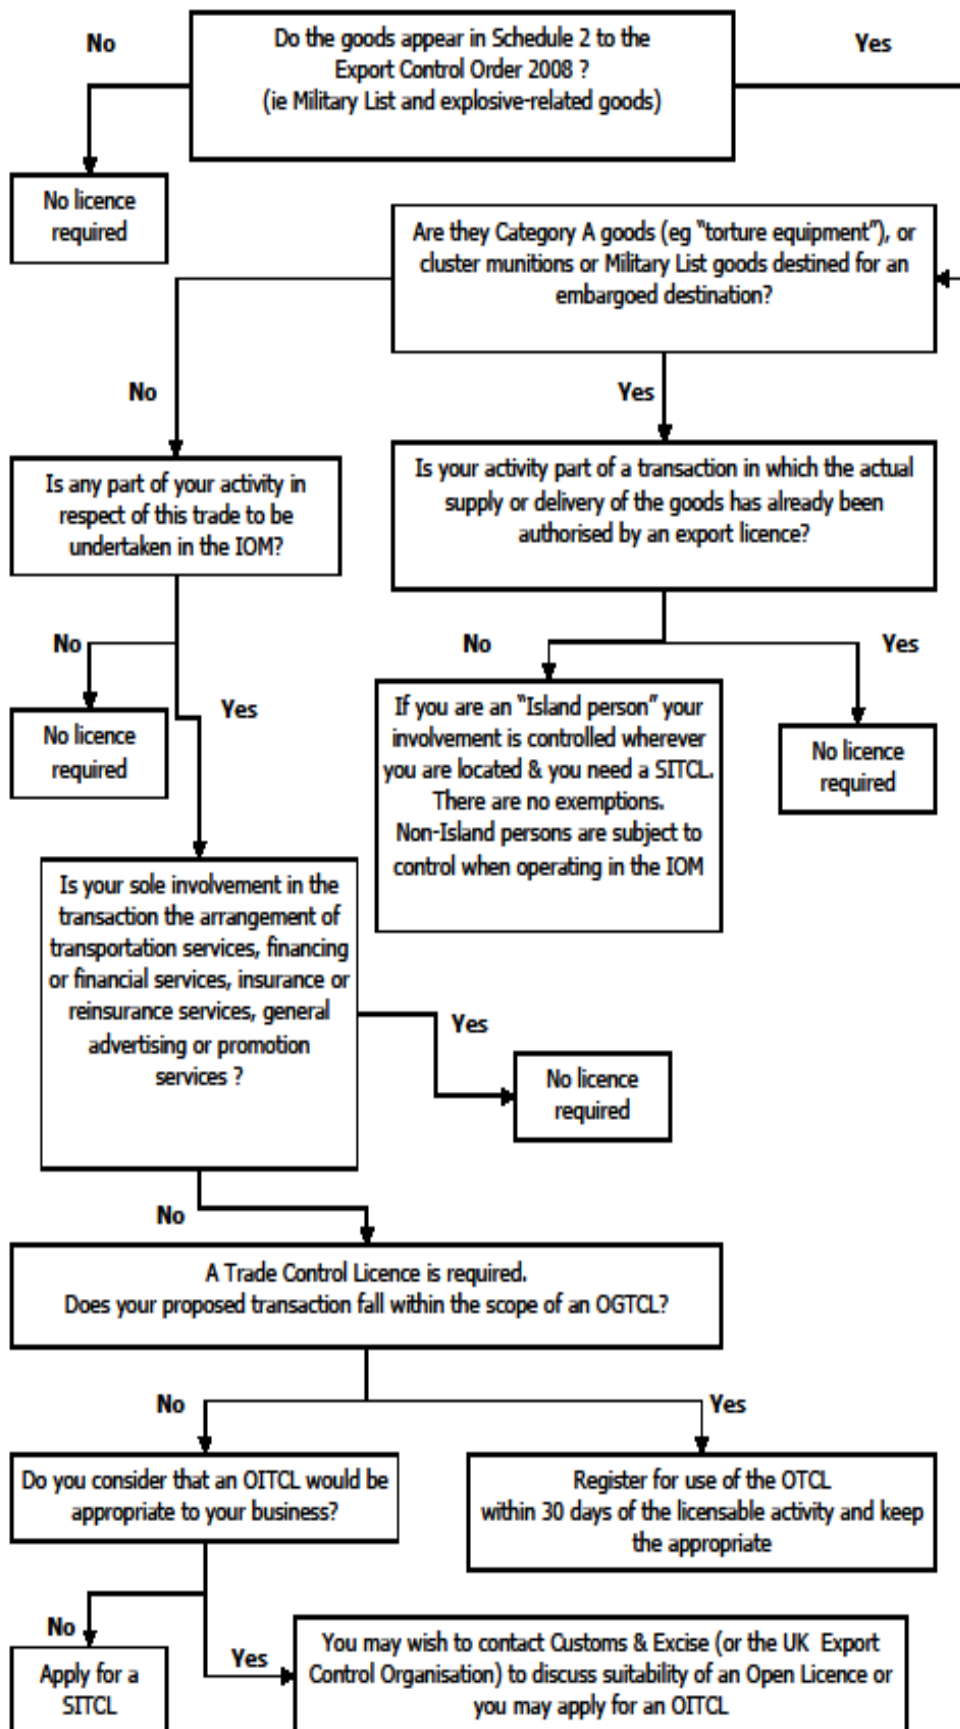 No
Do the goods appear in Schedule 2 to the
Export Control Order 2008 ?
(ie Military List and explosive-related goods)
Yes
No licence
required
Are they Category A goods (eg "torture equipment"), or
cluster munitions or Military List goods destined for an
embargoed destination?
No
Yes
Is any part of your activity in
respect of this trade to be
undertaken in the IOM?
Is your activity part of a transaction in which the actual
supply or delivery of the goods has already been
authorised by an export licence?
No
Yes
No
Yes
No licence
required
If you are an "Island person" your
involvement is controlled wherever
you are located & you need a SITCL.
There are no exemptions.
Non-Island persons are subject to
control when operating in the IOM
No licence
required
Is your sole involvement in the
transaction the arrangement of
transportation services, financing
or financial services, insurance or
reinsurance services, general
advertising or promotion
services ?
Yes
No licence
required
No
A Trade Control Licence is required.
Does your proposed transaction fall within the scope of an OGTCL?
No
Yes
Do you consider that an OITCL would be
appropriate to your business?
Register for use of the OTCL
within 30 days of the licensable activity and keep
the appropriate
No
Yes
Apply for a
SITCL
You may wish to contact Customs & Excise (or the UK Export
Control Organisation) to discuss suitability of an Open Licence or
you may apply for an OITCL